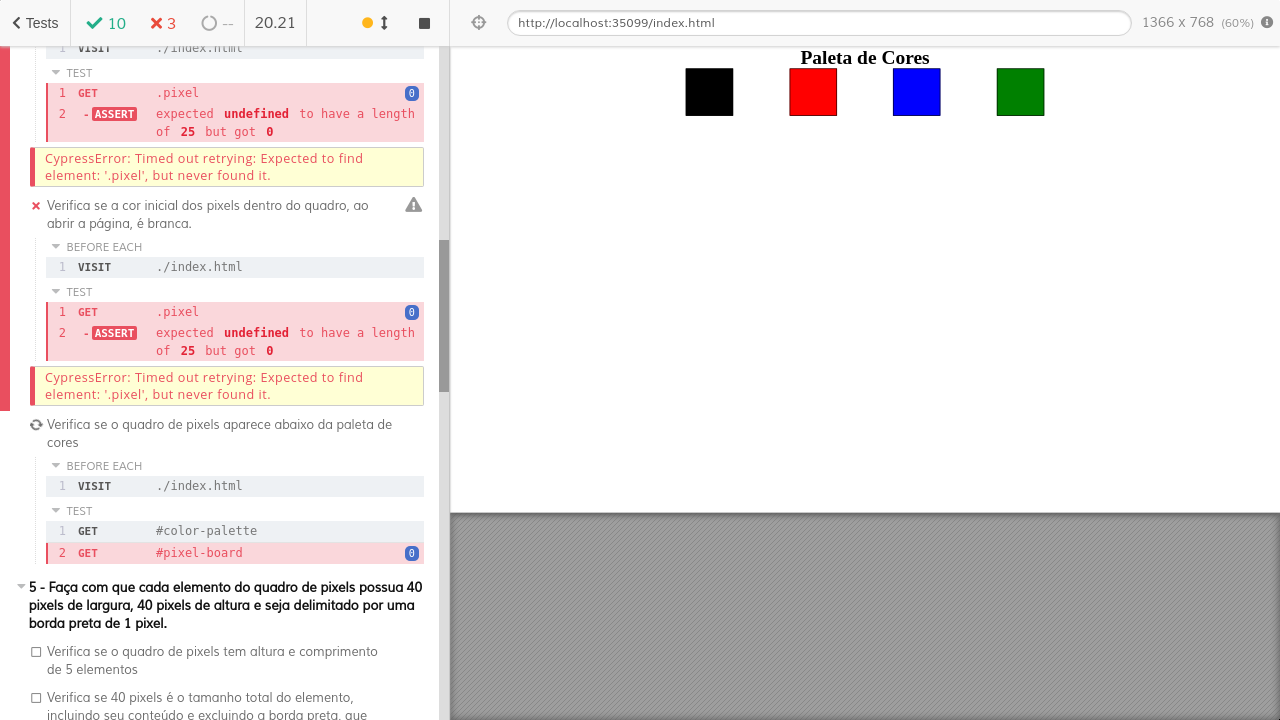 Tests 10 3 -- 20.21
http://localhost:35099/index.html 1366 x 768 (60%)
1 VISIT ./index.html
TEST
1 GET .pixel 0
2 -ASSERT expected undefined to have a length
of 25 but got 0
CypressError: Timed out retrying: Expected to find
element: '.pixel', but never found it.
Verifica se a cor inicial dos pixels dentro do quadro, ao
abrir a página, é branca.
BEFORE EACH
1 VISIT ./index.html
TEST
1 GET .pixel 0
2 -ASSERT expected undefined to have a length
of 25 but got 0
CypressError: Timed out retrying: Expected to find
element: '.pixel', but never found it.
Verifica se o quadro de pixels aparece abaixo da paleta de
cores
BEFORE EACH
1 VISIT ./index.html
TEST
1 GET #color-palette
2 GET #pixel-board 0
5 - Faça com que cada elemento do quadro de pixels possua 40
pixels de largura, 40 pixels de altura e seja delimitado por uma
borda preta de 1 pixel.
Verifica se o quadro de pixels tem altura e comprimento
de 5 elementos
Verifica se 40 pixels é o tamanho total do elemento,
incluindo seu conteúdo e excluindo a borda preta, que
Paleta de Cores